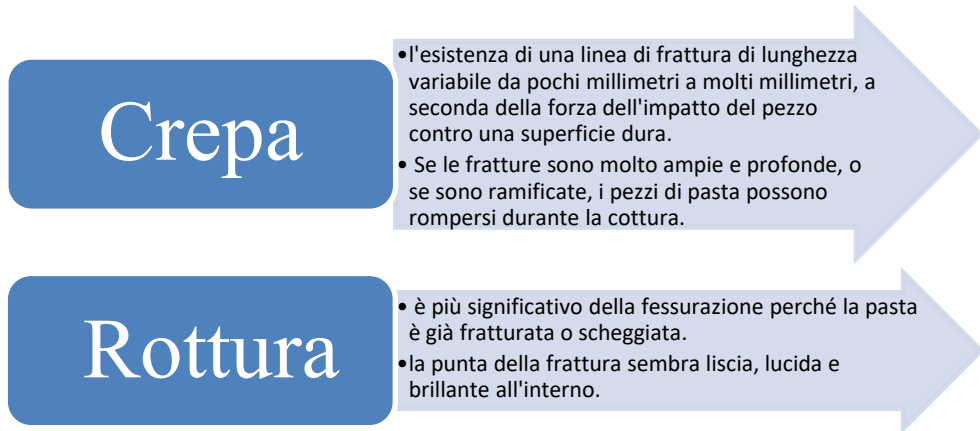 Crepa
•l'esistenza di una linea di frattura di lunghezza
variabile da pochi millimetri a molti millimetri, a
seconda della forza dell'impatto del pezzo
contro una superficie dura.
• Se le fratture sono molto ampie e profonde, o
se sono ramificate, i pezzi di pasta possono
rompersi durante la cottura.
Rottura
• è più significativo della fessurazione perché la pasta
è già fratturata o scheggiata.
•la punta della frattura sembra liscia, lucida e
brillante all'interno.